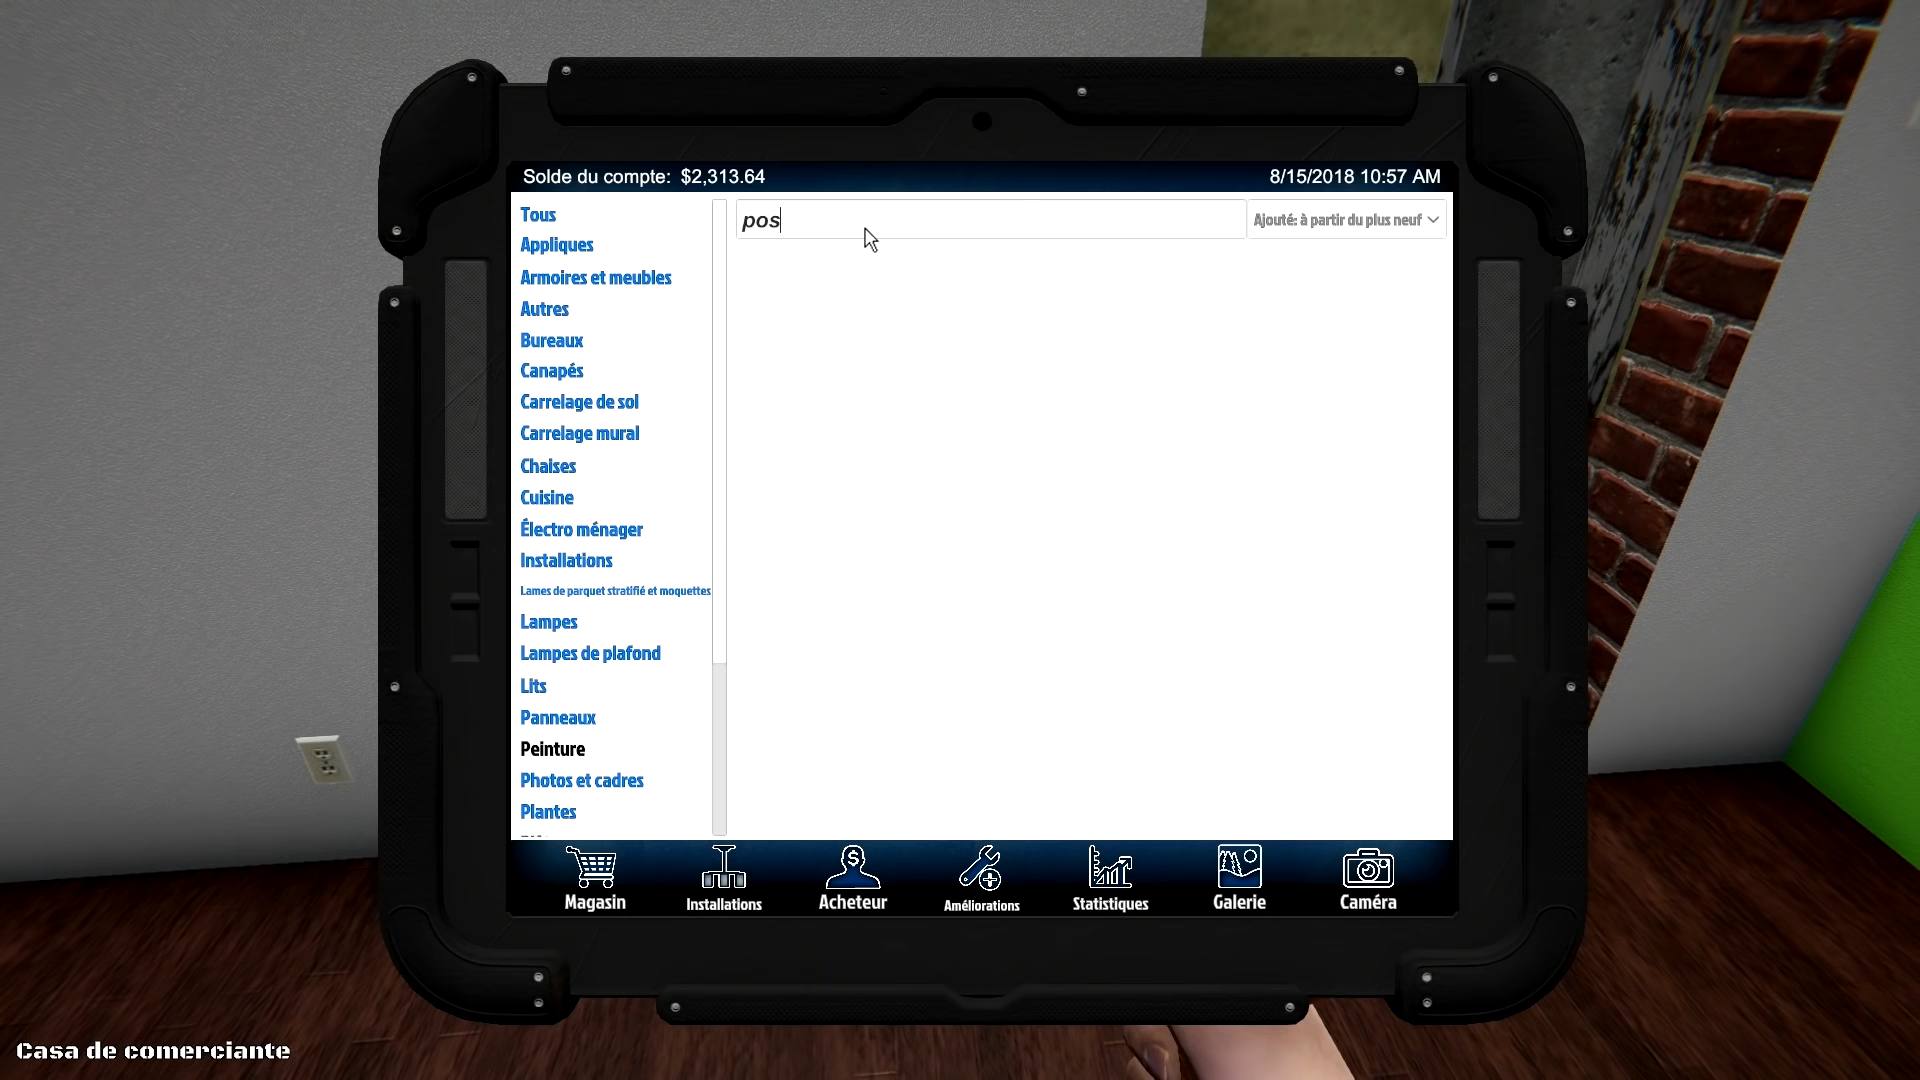 Solde du compte: $2,313.64
8/15/2018 10:57 AM
Tous
Appliques
Armoires et meubles
Autres
Bureaux
Canapés
Carrelage de sol
Carrelage mural
Chaises
Cuisine
Électro ménager
Installations
Lames de parquet stratifié et moquettes
Lampes
Lampes de plafond
Lits
Panneaux
Peinture
Photos et cadres
Plantes
pos
Ajouté: à partir du plus neuf
Magasin
Installations
Acheteur
Améliorations
Statistiques
Galerie
Caméra
Casa de comerciante